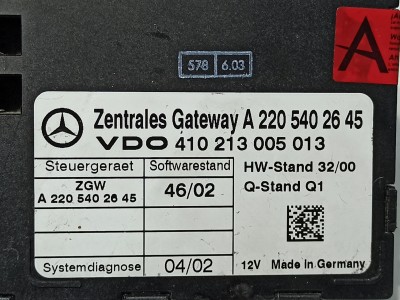 578 6.03
A
Zentrales Gateway A 220 540 26 45
VDO 410 213 005 013
Steuergeraet Softwarestand HW-Stand 32/00
ZGW 46/02 Q-Stand Q1
A 220 540 26 45
Systemdiagnose 04/02 12V Made in Germany